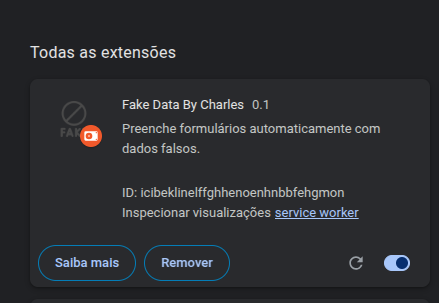 Todas as extensões
Fake Data By Charles 0.1
Preenche formulários automaticamente com
dados falsos.
ID: icibeklinelffghhenoenhnbbfehgmon
Inspecionar visualizações service worker
Saiba mais
Remover